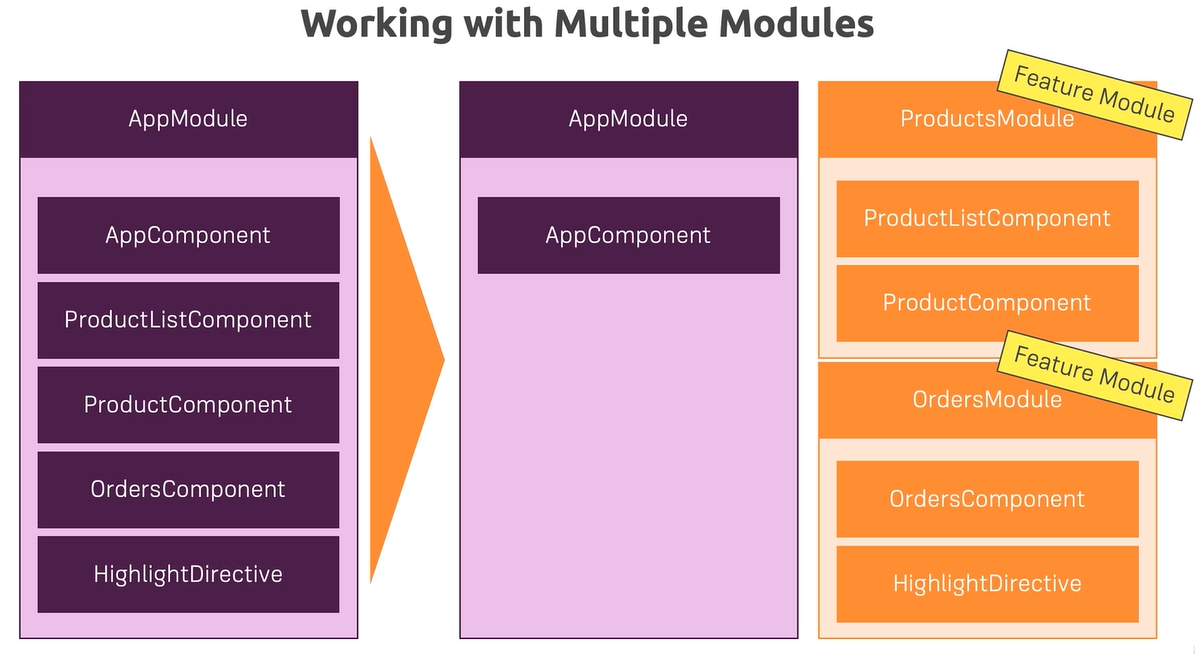 Working with Multiple Modules
AppModule
AppComponent
ProductListComponent
ProductComponent
OrdersComponent
HighlightDirective
AppModule
AppComponent
Feature Module
ProductsModule
ProductListComponent
ProductComponent
Feature Module
OrdersModule
OrdersComponent
HighlightDirective